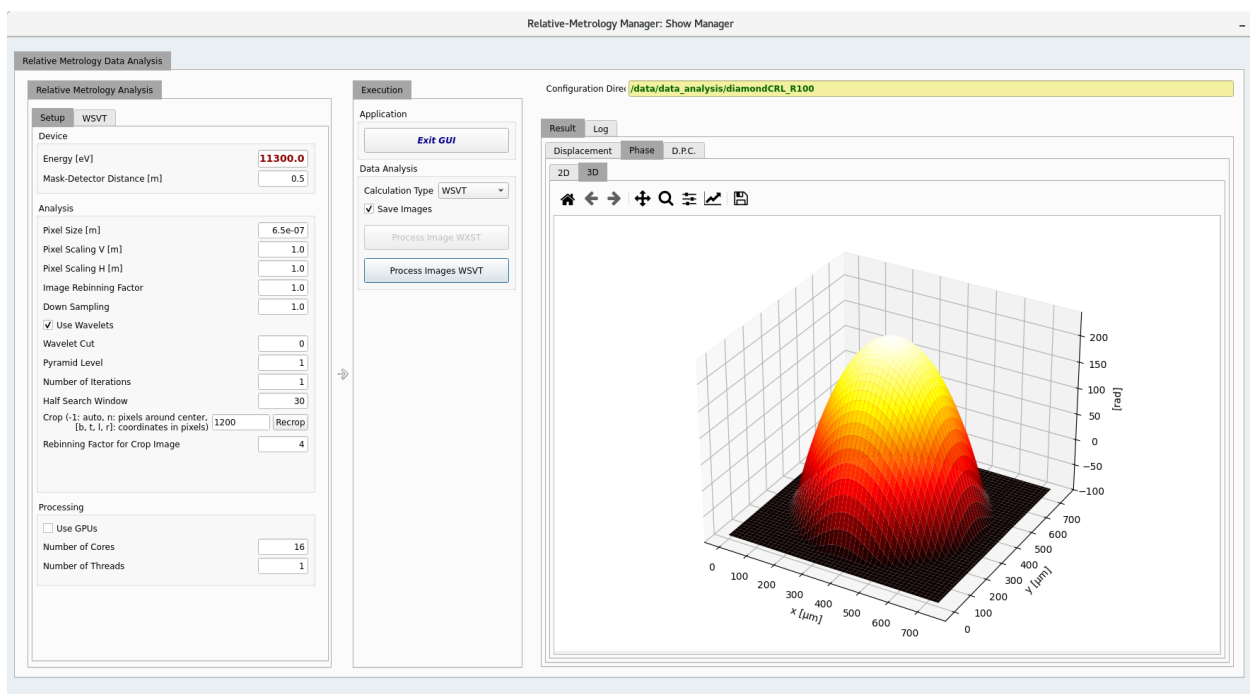 Relative-Metrology Manager: Show Manager
Relative Metrology Data Analysis
Relative Metrology Analysis
Setup WSVT
Device
Energy [eV] 11300.0
Mask-Detector Distance [m] 0.5
Analysis
Pixel Size [m] 6.5e-07
Pixel Scaling V [m] 1.0
Pixel Scaling H [m] 1.0
Image Rebinning Factor 1.0
Down Sampling 1.0
Use Wavelets
Wavelet Cut 0
Pyramid Level 1
Number of Iterations 1
Half Search Window 30
Crop (-1: auto, n: pixels around center,
[b, t, l, r]: coordinates in pixels) 1200 Recrop
Rebinning Factor for Crop Image 4
Processing
Use GPUs
Number of Cores 16
Number of Threads 1
Execution
Application
Exit GUI
Data Analysis
Calculation Type WSVT
Save Images
Process Image WXST
Process Images WSVT
Configuration Direc /data/data_analysis/diamondCRL_R100
Result Log
Displacement Phase D.P.C.
2D 3D
200
150
100
50
0
−50
−100
[rad]
0
100
200
300
400
500
600
700
x [μm]
0
100
200
300
400
500
600
700
y [μm]